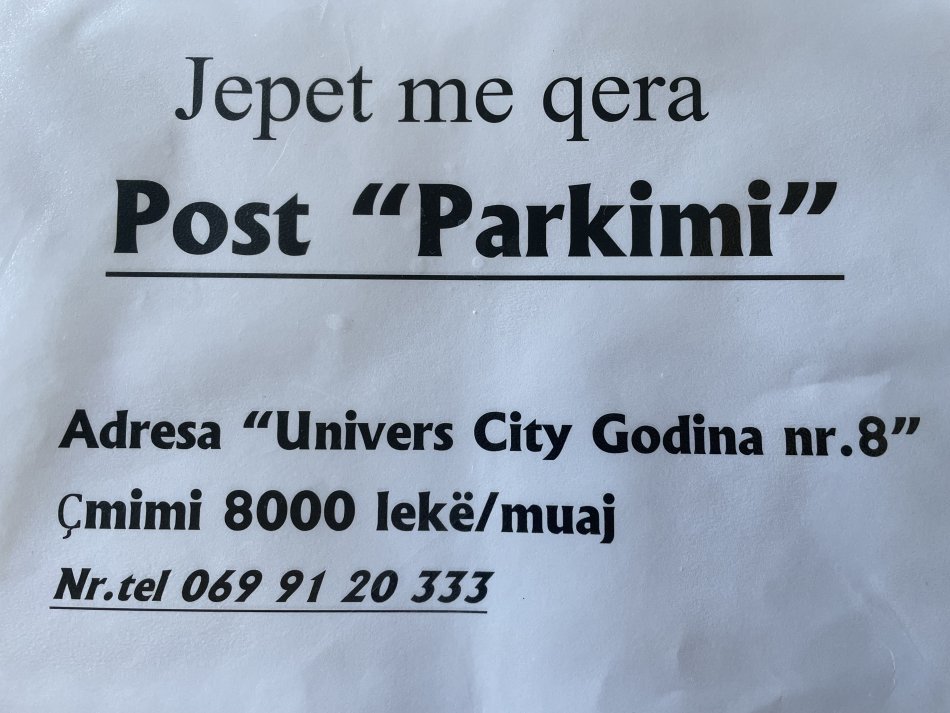 Jepet me qera
Post “Parkimi”
Adresa “Univers City Godina nr.8”
Çmimi 8000 lekë/muaj
Nr.tel 069 91 20 333